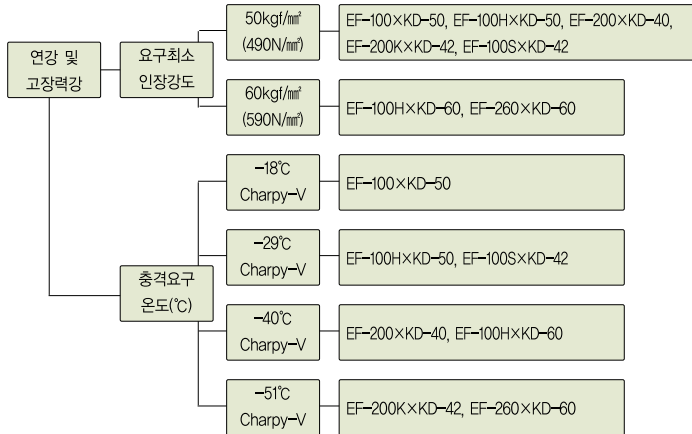 연강 및
고장력강
요구최소
인장강도
50kgf/㎟
(490N/㎟)
EF-100×KD-50, EF-100H×KD-50, EF-200×KD-40,
EF-200K×KD-42, EF-100S×KD-42
60kgf/㎟
(590N/㎟)
EF-100H×KD-60, EF-260×KD-60
충격요구
온도(℃)
-18℃
Charpy-V
EF-100×KD-50
-29℃
Charpy-V
EF-100H×KD-50, EF-100S×KD-42
-40℃
Charpy-V
EF-200×KD-40, EF-100H×KD-60
-51℃
Charpy-V
EF-200K×KD-42, EF-260×KD-60